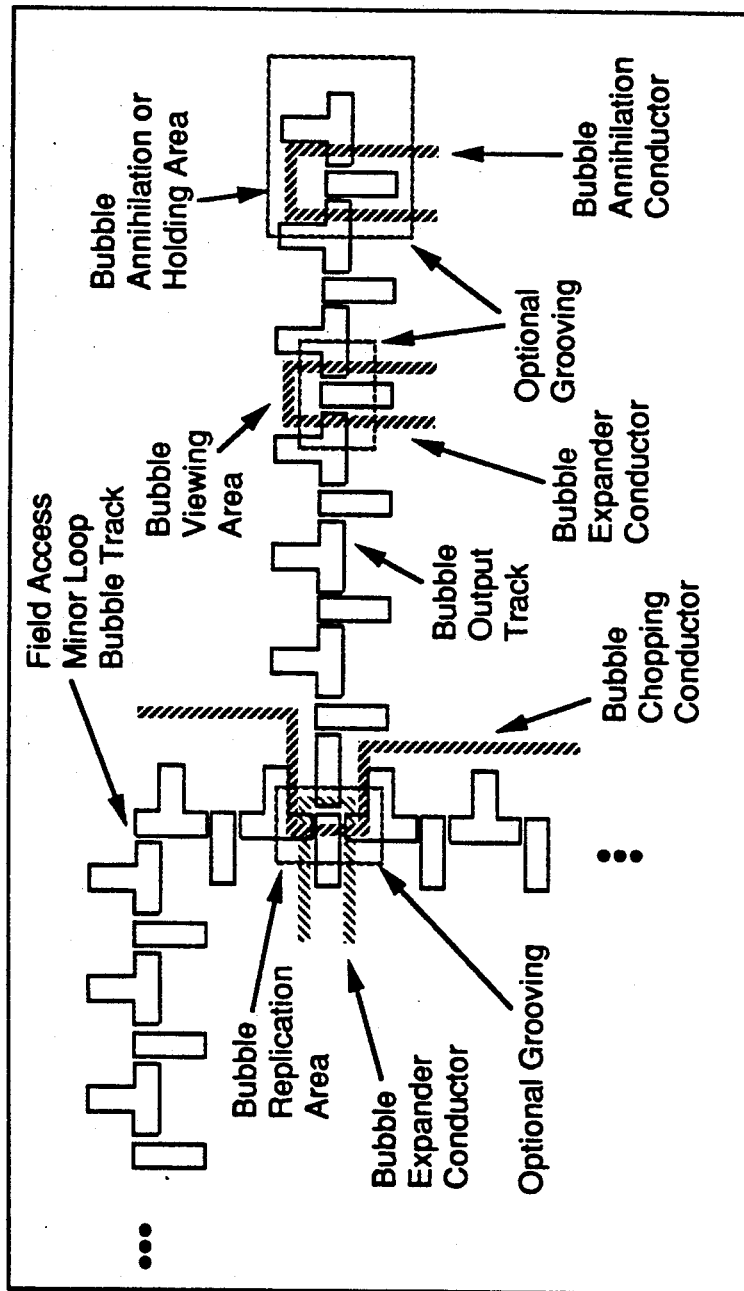 Field Access
Minor Loop
Bubble Track
Bubble
Viewing
Area
Bubble
Annihilation or
Holding Area
Bubble
Replication
Area
Bubble
Expander
Conductor
Optional Grooving
Bubble
Chopping
Conductor
Bubble
Output
Track
Bubble
Expander
Conductor
Optional
Grooving
Bubble
Annihilation
Conductor